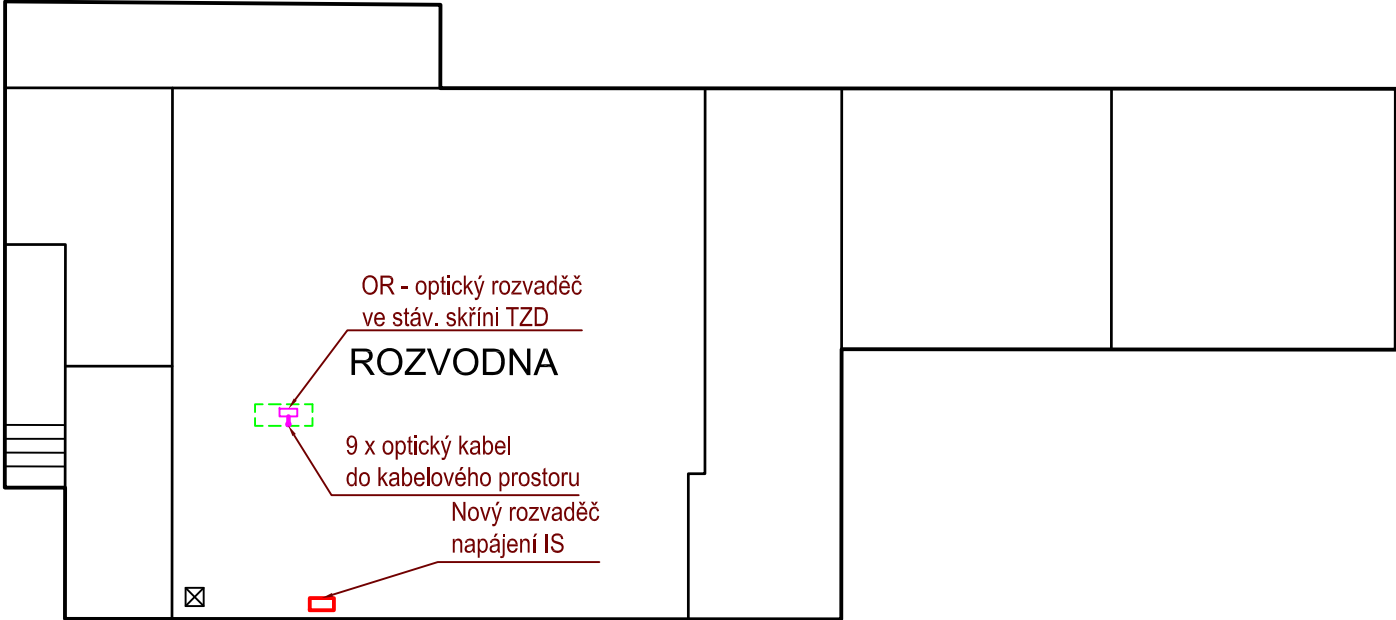 OR - optický rozvaděč
ve stáv. skříni TZD
ROZVODNA
9 x optický kabel
do kabelového prostoru
Nový rozvaděč
napájení IS